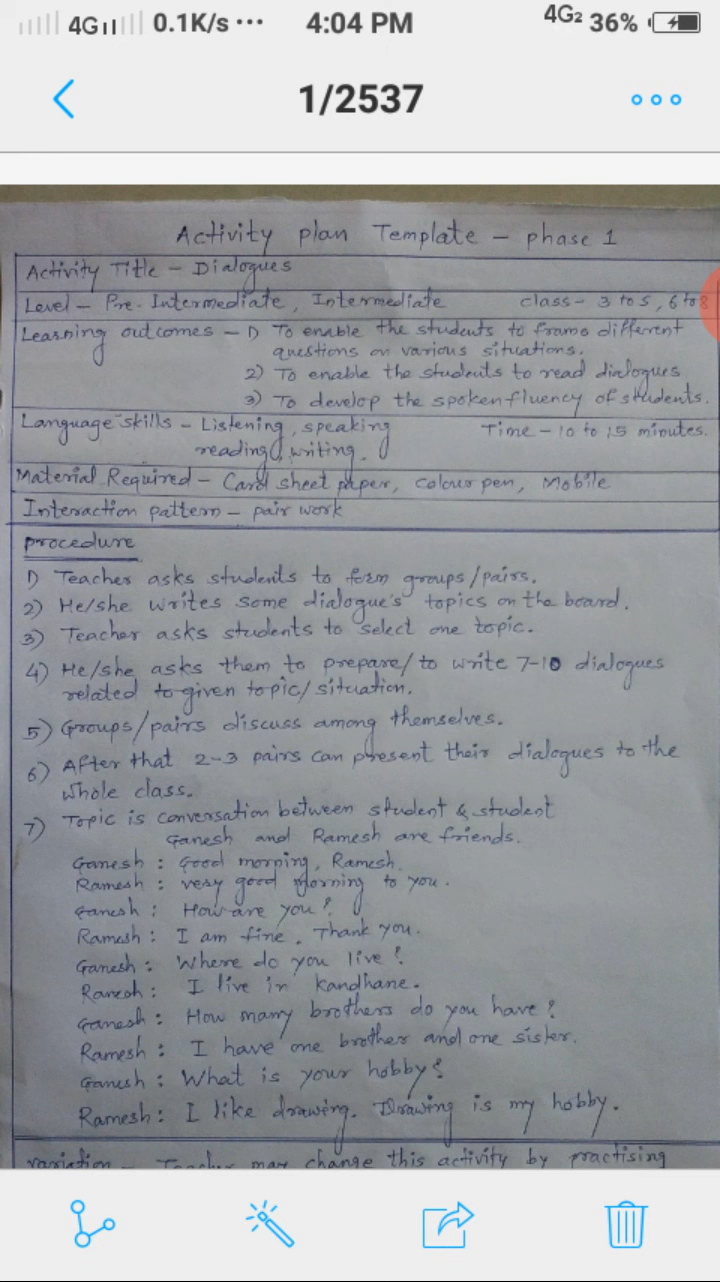 4G 0.1K/s ... 4:04 PM 4G2 36%
1/2537
Activity plan Template - phase 1
Activity Title - Dialogues
Level - Pre-Intermediate, Intermediate class- 3 to 5, 6 to 8
Learning outcomes - 1) To enable the students to frame different
questions on various situations.
2) To enable the students to read dialogues
3) To develop the spoken fluency of students.
Language skills - Listening, speaking Time - 10 to 15 minutes.
reading, writing.
Material Required - Card sheet paper, colour pen, Mobile
Interaction pattern - pair work
procedure
1) Teacher asks students to form groups/pairs.
2) He/she writes some dialogue's topics on the board.
3) Teacher asks students to select one topic.
4) He/she asks them to prepare/to write 7-10 dialogues
related to given topic/situation.
5) Groups/pairs discuss among themselves.
6) After that 2-3 pairs can present their dialogues to the
whole class.
7) Topic is conversation between student & student
Ganesh and Ramesh are friends.
Ganesh : Good morning, Ramesh.
Ramesh : very good morning to you.
Ganesh : How are you?
Ramesh : I am fine. Thank you.
Ganesh : Where do you live?
Ramesh : I live in kandhane.
Ganesh : How many brothers do you have?
Ramesh : I have one brother and one sister.
Ganesh : What is your hobby?
Ramesh : I like drawing. Drawing is my hobby.
variation - Teacher may change this activity by practising